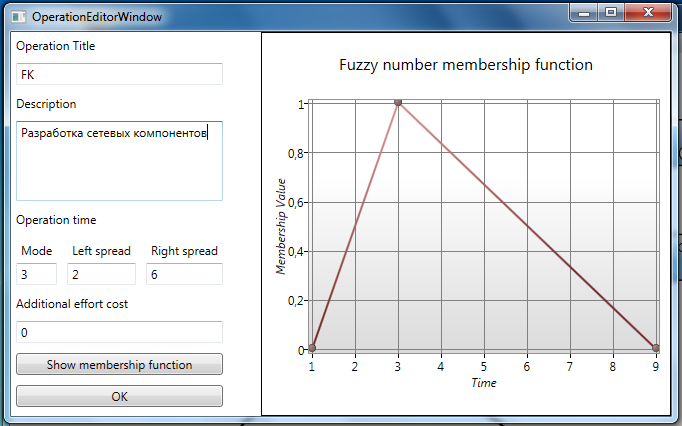 OperationEditorWindow
Operation Title
FK
Description
Разработка сетевых компонентов
Operation time
Mode Left spread Right spread
3 2 6
Additional effort cost
0
Show membership function
OK
Fuzzy number membership function
Membership Value
1
0,8
0,6
0,4
0,2
0
1 2 3 4 5 6 7 8 9
Time